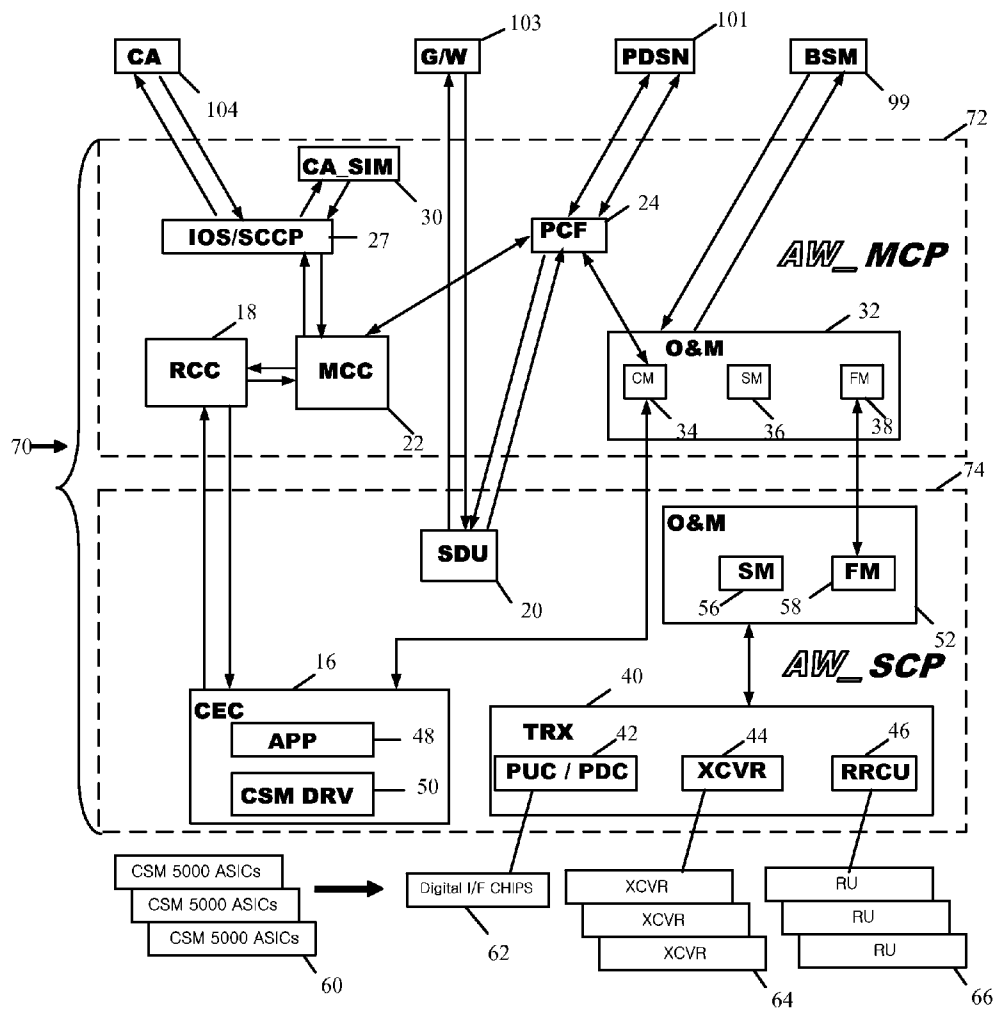 103
101
CA
G/W
PDSN
BSM
104
99
72
CA_SIM
30
24
IOS/SCCP
27
PCF
AW_MCP
18
32
O&M
RCC
MCC
CM
SM
FM
22
34
36
38
70
74
O&M
SDU
SM
FM
20
56
58
52
AW_SCP
16
40
CEC
TRX
42
44
46
APP
48
PUC / PDC
XCVR
RRCU
CSM DRV
50
CSM 5000 ASICs
CSM 5000 ASICs
CSM 5000 ASICs
Digital I/F CHIPS
XCVR
XCVR
XCVR
RU
RU
RU
60
62
64
66